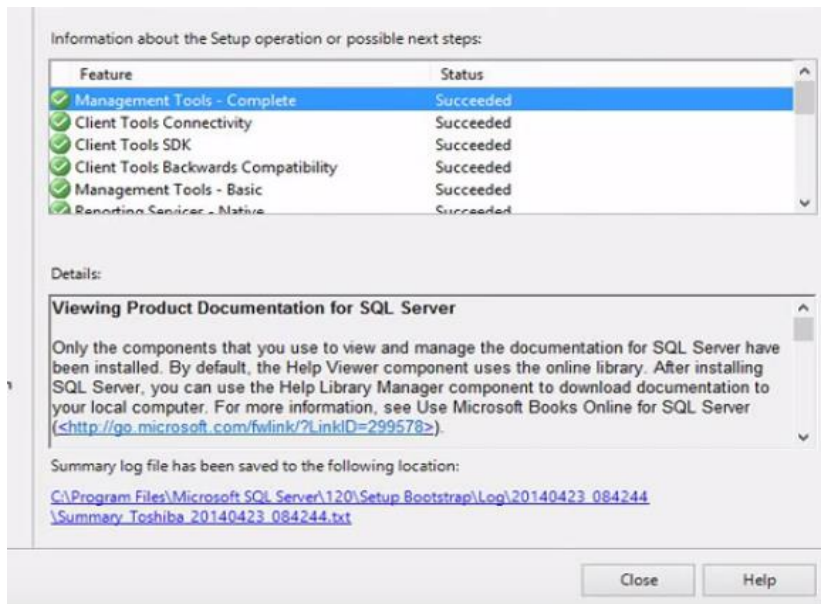 Information about the Setup operation or possible next steps:
Feature Status
Management Tools - Complete Succeeded
Client Tools Connectivity Succeeded
Client Tools SDK Succeeded
Client Tools Backwards Compatibility Succeeded
Management Tools - Basic Succeeded
Reporting Services - Native Succeeded
Details:
Viewing Product Documentation for SQL Server
Only the components that you use to view and manage the documentation for SQL Server have
been installed. By default, the Help Viewer component uses the online library. After installing
SQL Server, you can use the Help Library Manager component to download documentation to
your local computer. For more information, see Use Microsoft Books Online for SQL Server
(<http://go.microsoft.com/fwlink/?LinkID=299578>).
Summary log file has been saved to the following location:
C:\Program Files\Microsoft SQL Server\120\Setup Bootstrap\Log\20140423_084244
\Summary_Toshiba_20140423_084244.txt
Close Help